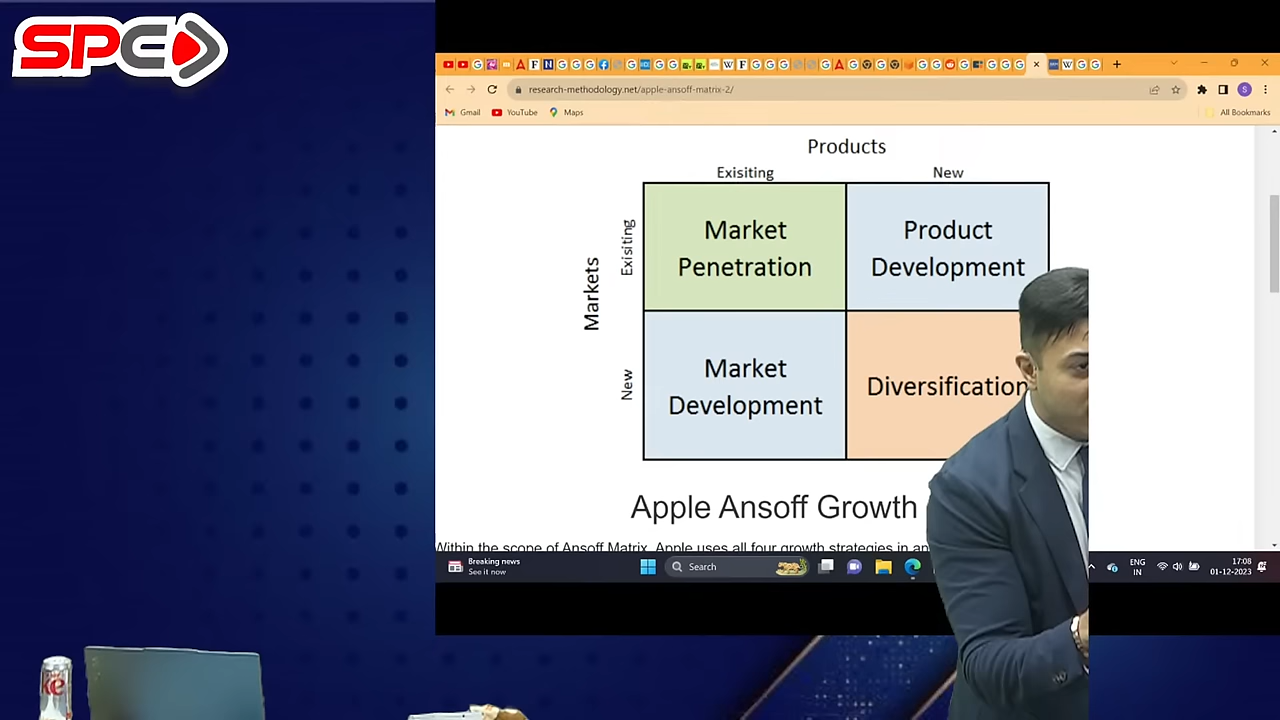 SPC
research-methodology.net/apple-ansoff-matrix-2/
Gmail
YouTube
Maps
All Bookmarks
Products
Exisiting
New
Markets
Exisiting
New
Market
Penetration
Product
Development
Market
Development
Diversification
Apple Ansoff Growth
Within the scope of Ansoff Matrix, Apple uses all four growth strategies in an
Breaking news
See it now
Search
ENG
IN
17:08
01-12-2023
ke